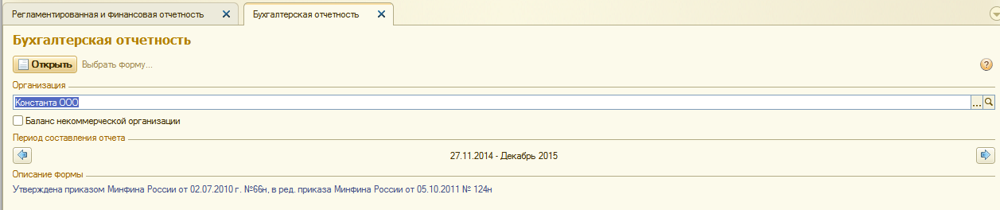 Регламентированная и финансовая отчетность
Бухгалтерская отчетность
Бухгалтерская отчетность
Открыть Выбрать форму... ?
Организация
Константа ООО ...
Баланс некоммерческой организации
Период составления отчета
27.11.2014 - Декабрь 2015
Описание формы
Утверждена приказом Минфина России от 02.07.2010 г. №66н, в ред. приказа Минфина России от 05.10.2011 № 124н